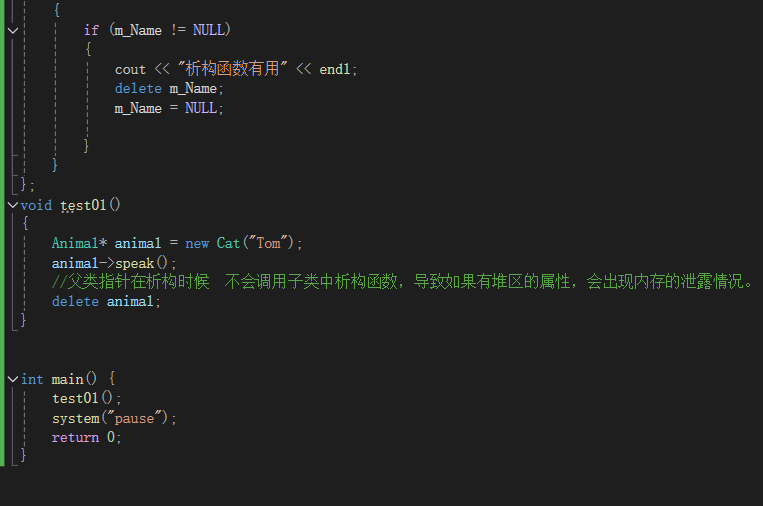 {
if (m_Name != NULL)
{
cout << "析构函数有用" << endl;
delete m_Name;
m_Name = NULL;
}
}
};
void test01()
{
Animal* animal = new Cat("Tom");
animal->speak();
//父类指针在析构时候  不会调用子类中析构函数，导致如果有堆区的属性，会出现内存的泄露情况。
delete animal;
}
int main() {
test01();
system("pause");
return 0;
}